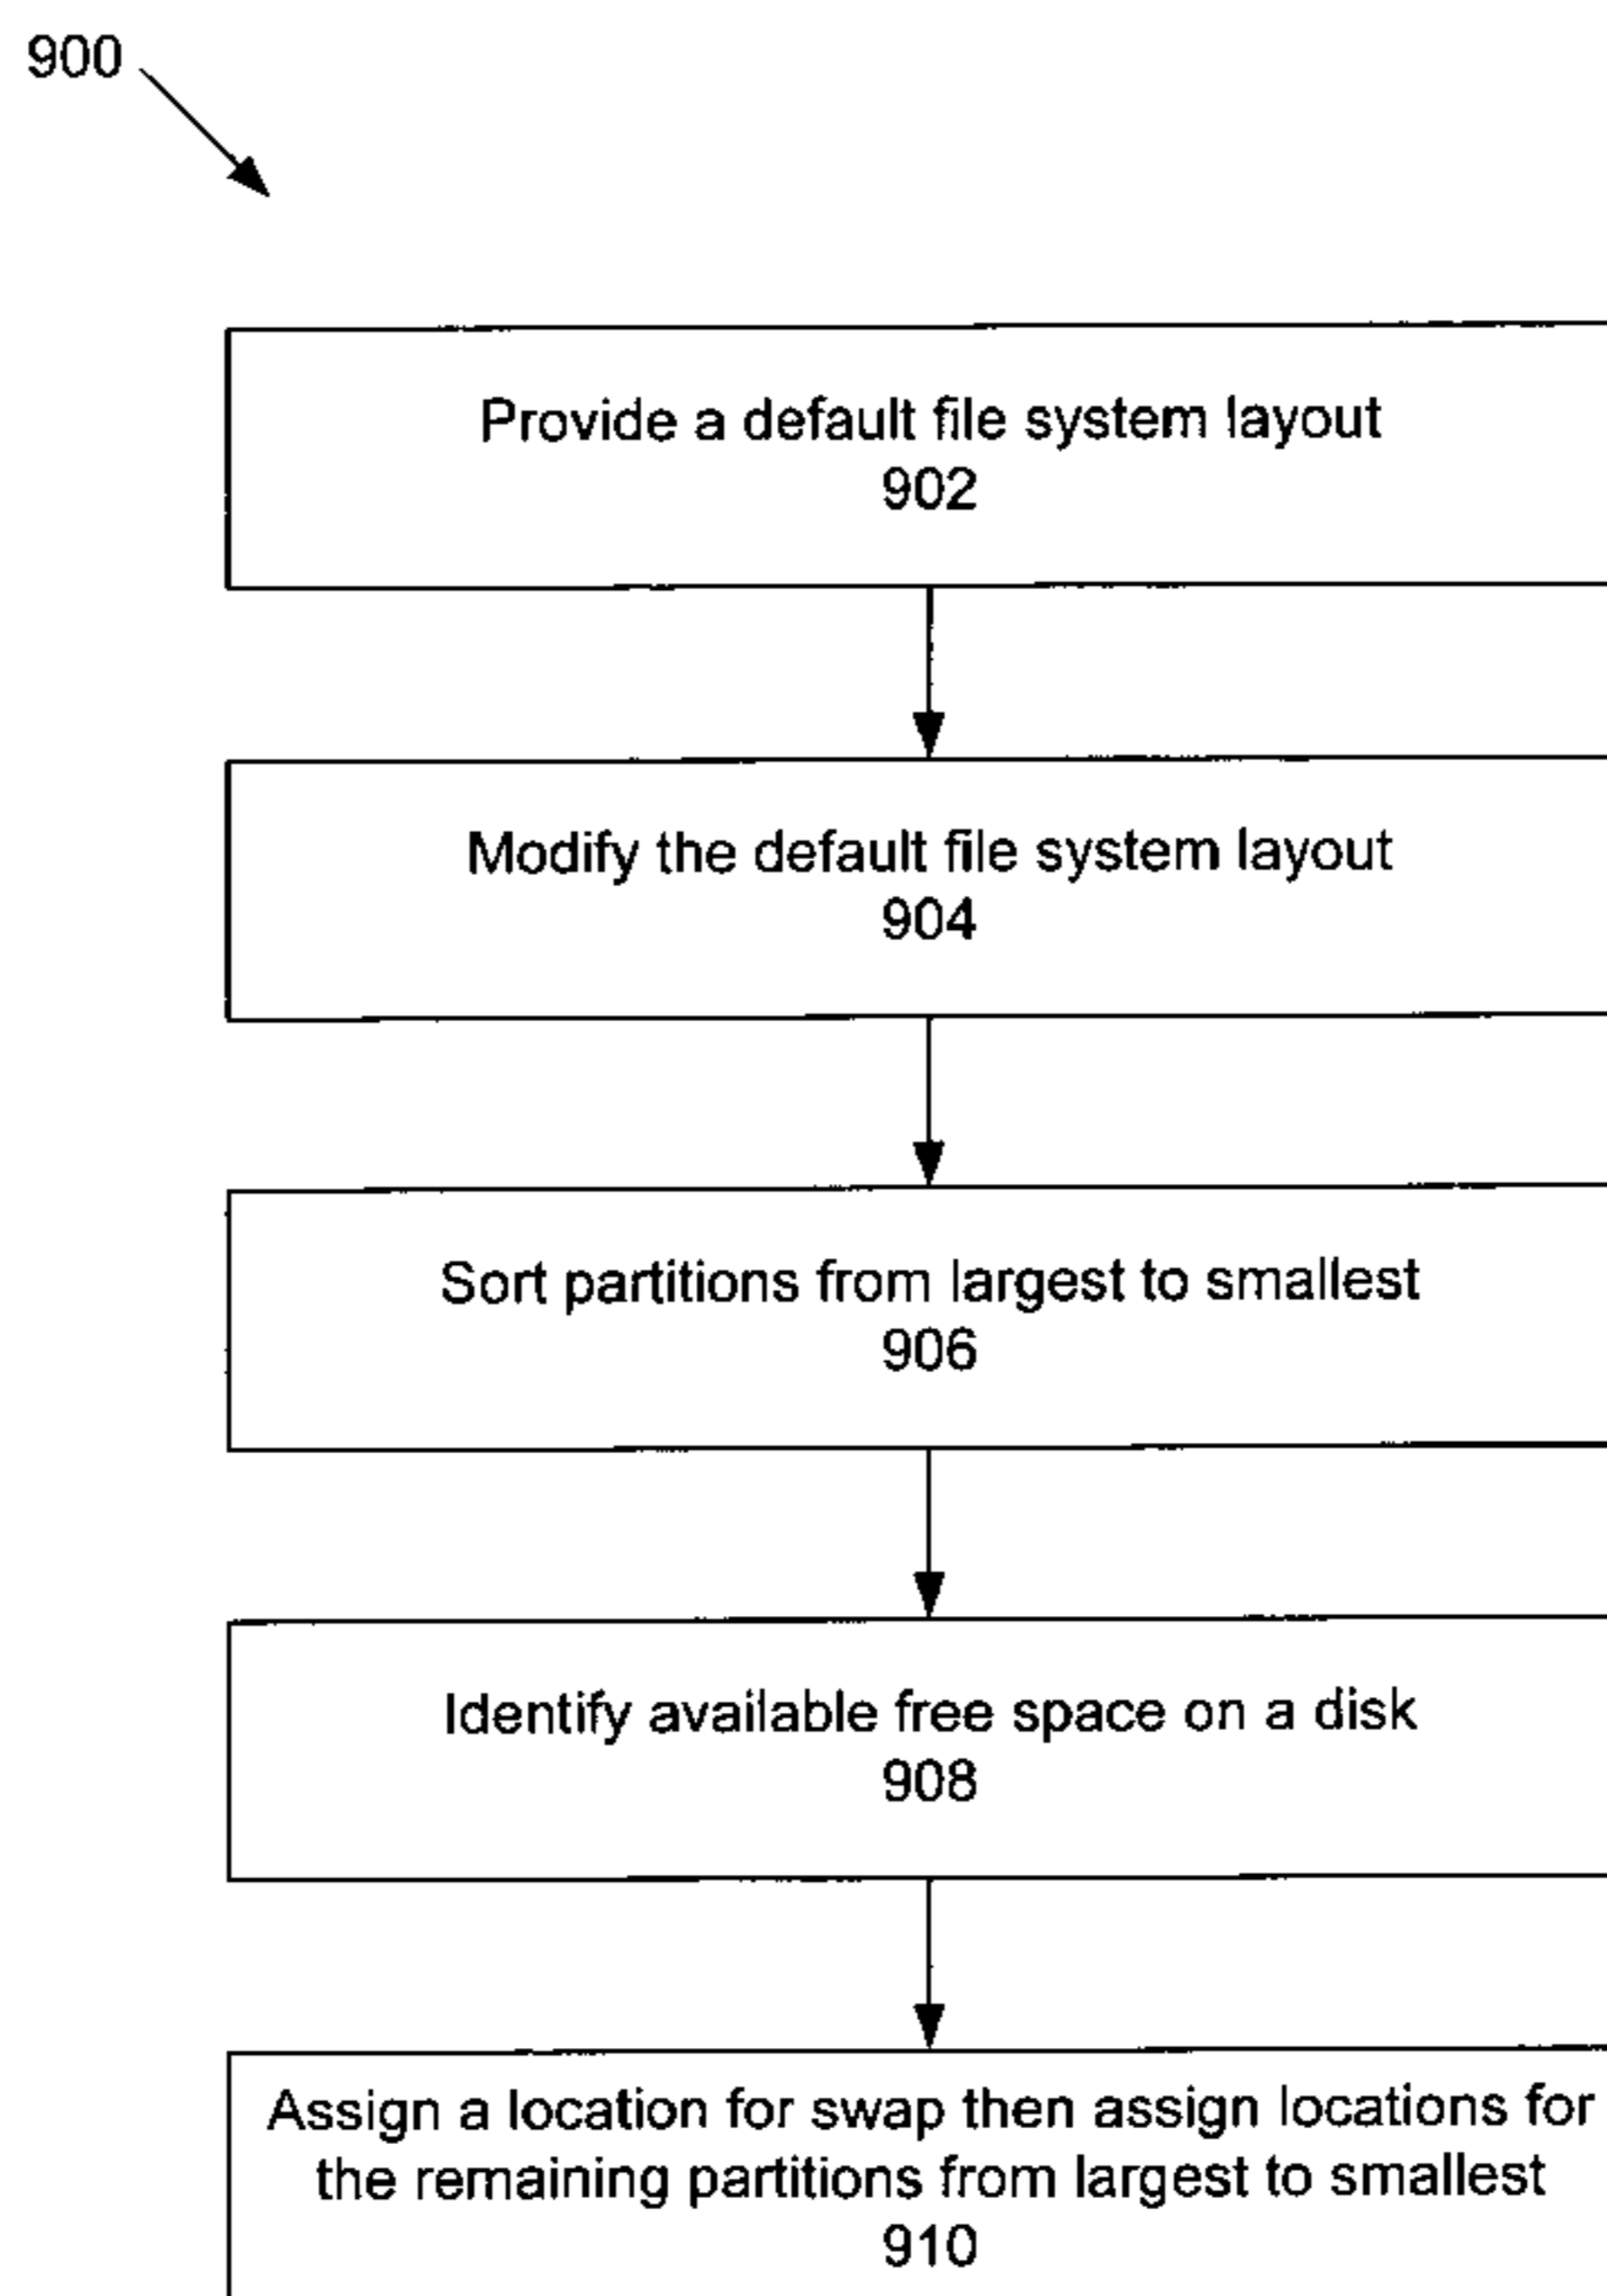 900
Provide a default file system layout
902
Modify the default file system layout
904
Sort partitions from largest to smallest
906
Identify available free space on a disk
908
Assign a location for swap then assign locations for
the remaining partitions from largest to smallest
910